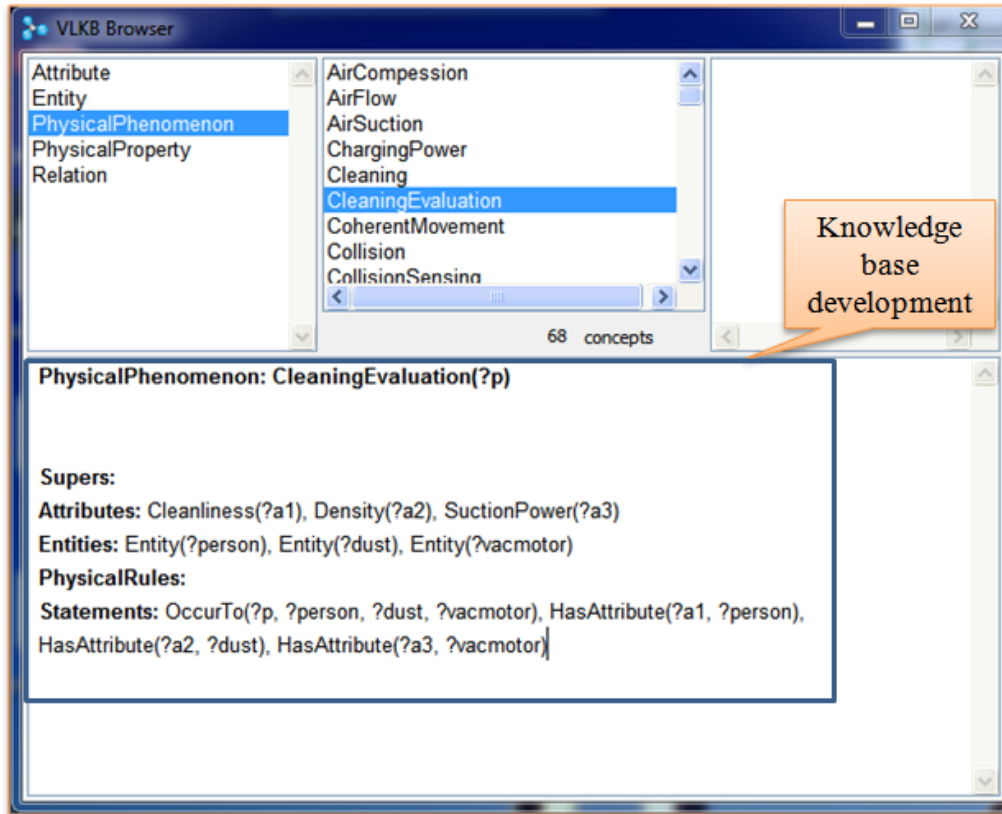 VLKB Browser
Attribute
Entity
PhysicalPhenomenon
PhysicalProperty
Relation
AirCompession
AirFlow
AirSuction
ChargingPower
Cleaning
CleaningEvaluation
CoherentMovement
Collision
CollisionSensing
68 concepts
Knowledge
base
development
PhysicalPhenomenon: CleaningEvaluation(?p)
Supers:
Attributes: Cleanliness(?a1), Density(?a2), SuctionPower(?a3)
Entities: Entity(?person), Entity(?dust), Entity(?vacmotor)
PhysicalRules:
Statements: OccurTo(?p, ?person, ?dust, ?vacmotor), HasAttribute(?a1, ?person),
HasAttribute(?a2, ?dust), HasAttribute(?a3, ?vacmotor)